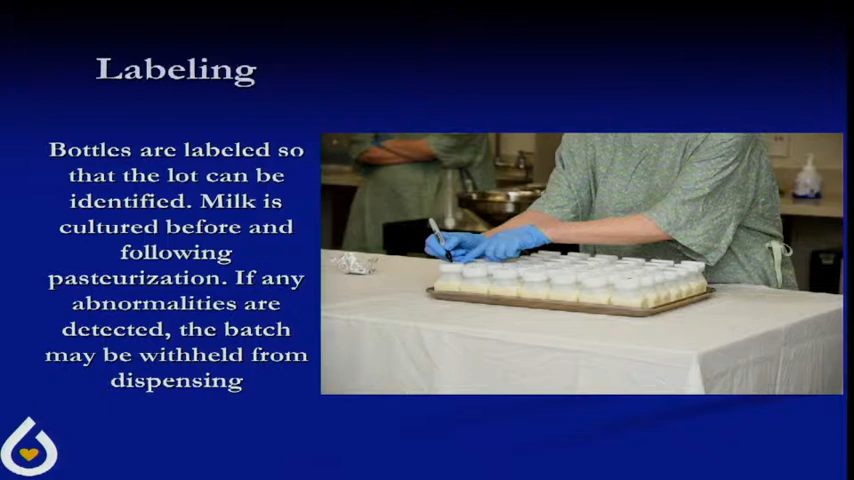 Labeling
Bottles are labeled so
that the lot can be
identified. Milk is
cultured before and
following
pasteurization. If any
abnormalities are
detected, the batch
may be withheld from
dispensing